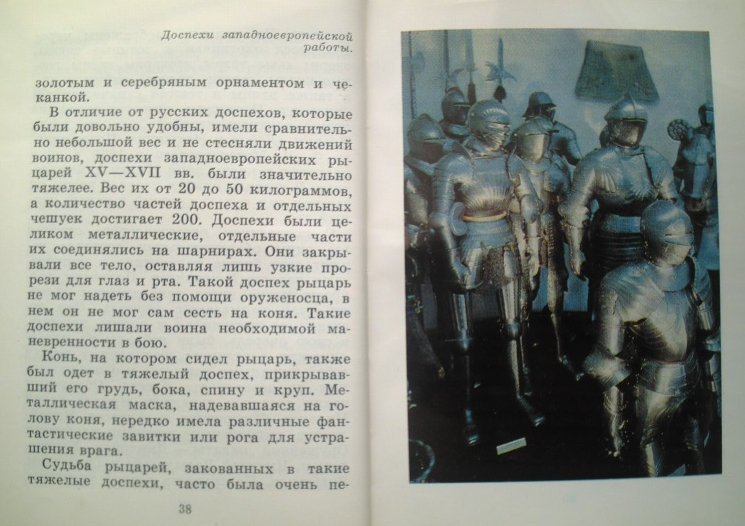 Доспехи западноевропейской
работы.
золотым и серебряным орнаментом и че-
канкой.
В отличие от русских доспехов, которые
были довольно удобны, имели сравнитель-
но небольшой вес и не стесняли движений
воинов, доспехи западноевропейских ры-
царей XV—XVII вв. были значительно
тяжелее. Вес их от 20 до 50 килограммов,
а количество частей доспеха и отдельных
чешуек достигает 200. Доспехи были це-
ликом металлические, отдельные части
их соединялись на шарнирах. Они закры-
вали все тело, оставляя лишь узкие про-
рези для глаз и рта. Такой доспех рыцарь
не мог надеть без помощи оруженосца, в
нем он не мог сам сесть на коня. Такие
доспехи лишали воина необходимой ма-
невренности в бою.
Конь, на котором сидел рыцарь, также
был одет в тяжелый доспех, прикрывав-
ший его грудь, бока, спину и круп. Ме-
таллическая маска, надевавшаяся на го-
лову коня, нередко имела различные фан-
тастические завитки или рога для устра-
шения врага.
Судьба рыцарей, закованных в такие
тяжелые доспехи, часто была очень пе-
38